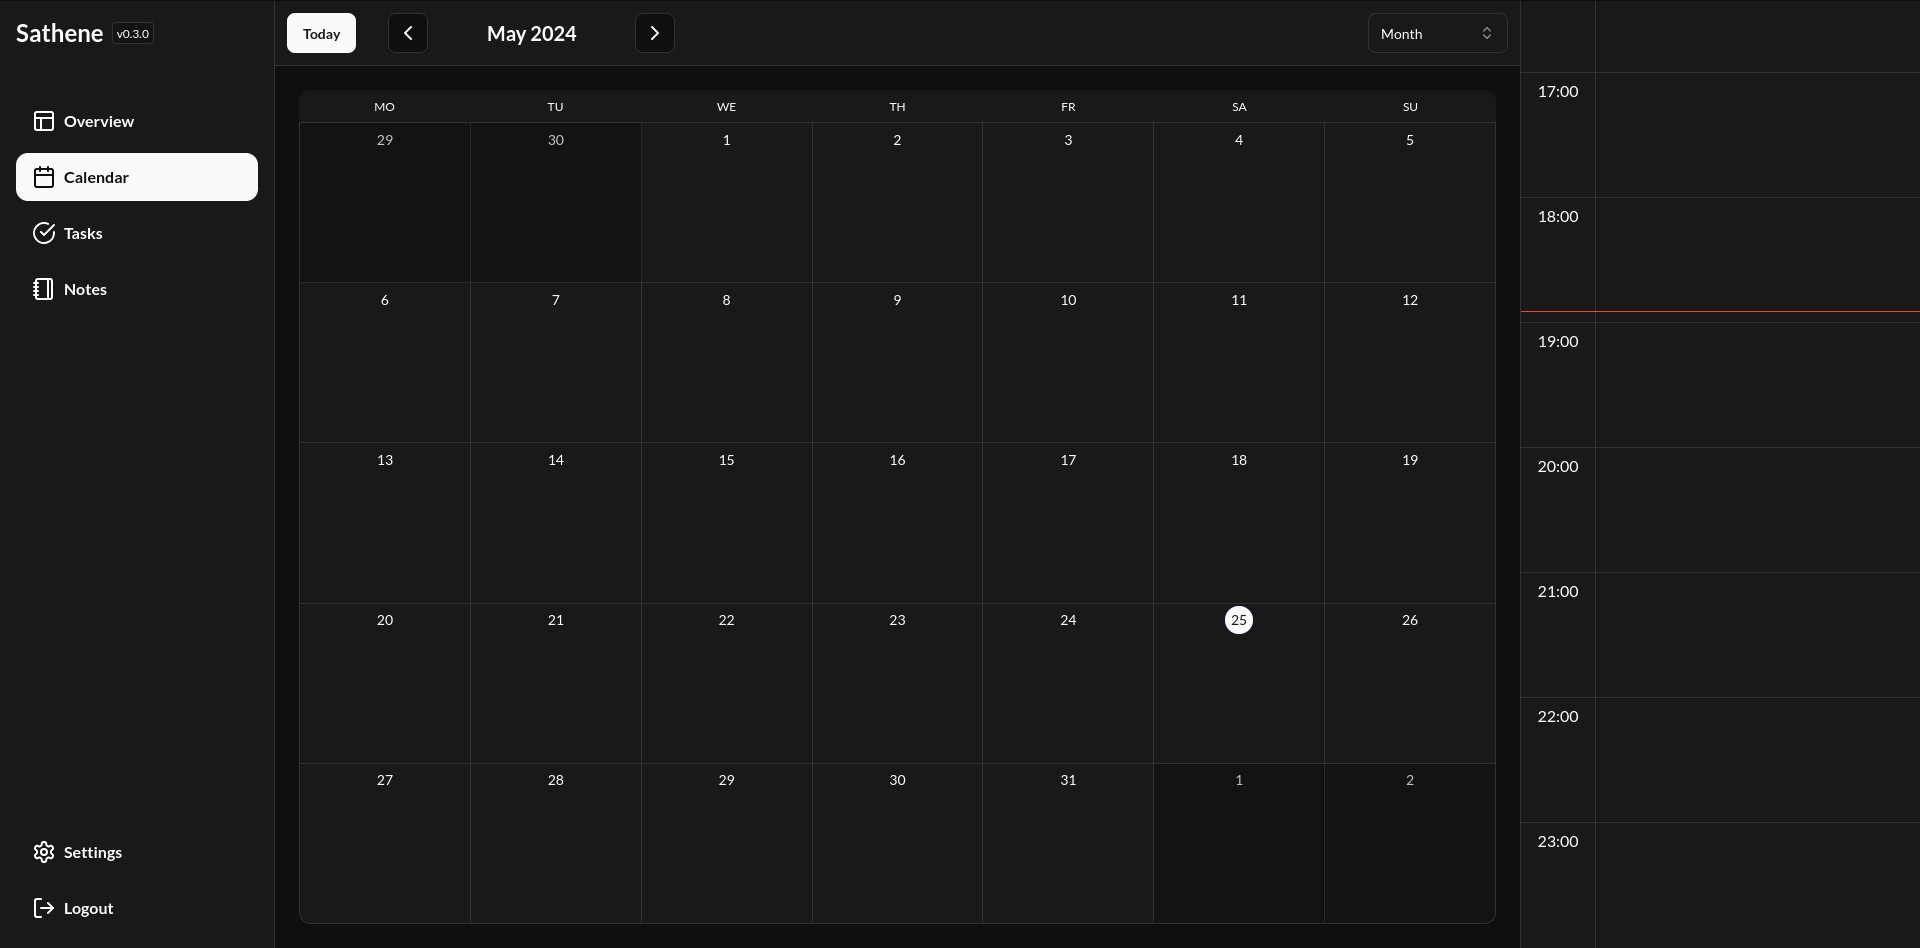 Sathene v0.3.0
Overview
Calendar
Tasks
Notes
Settings
Logout
Today May 2024 Month
MO TU WE TH FR SA SU
29 30 1 2 3 4 5
6 7 8 9 10 11 12
13 14 15 16 17 18 19
20 21 22 23 24 25 26
27 28 29 30 31 1 2
17:00
18:00
19:00
20:00
21:00
22:00
23:00